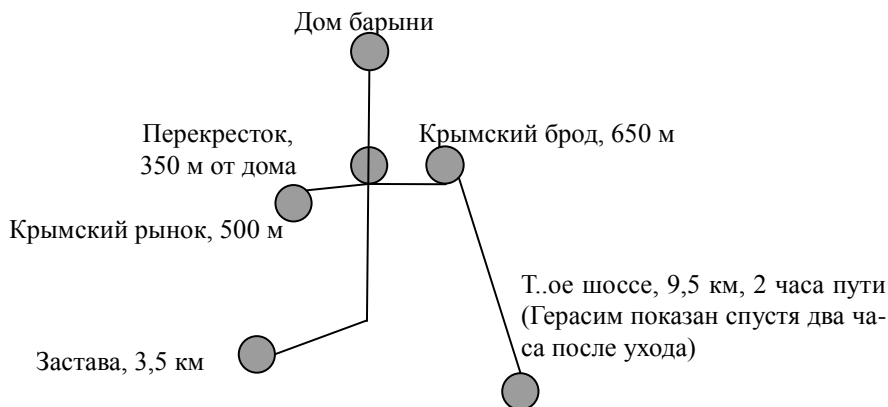 Дом барыни
Перекресток,
350 м от дома
Крымский брод, 650 м
Крымский рынок, 500 м
Т..ое шоссе, 9,5 км, 2 часа пути
(Герасим показан спустя два ча-
са после ухода)
Застава, 3,5 км